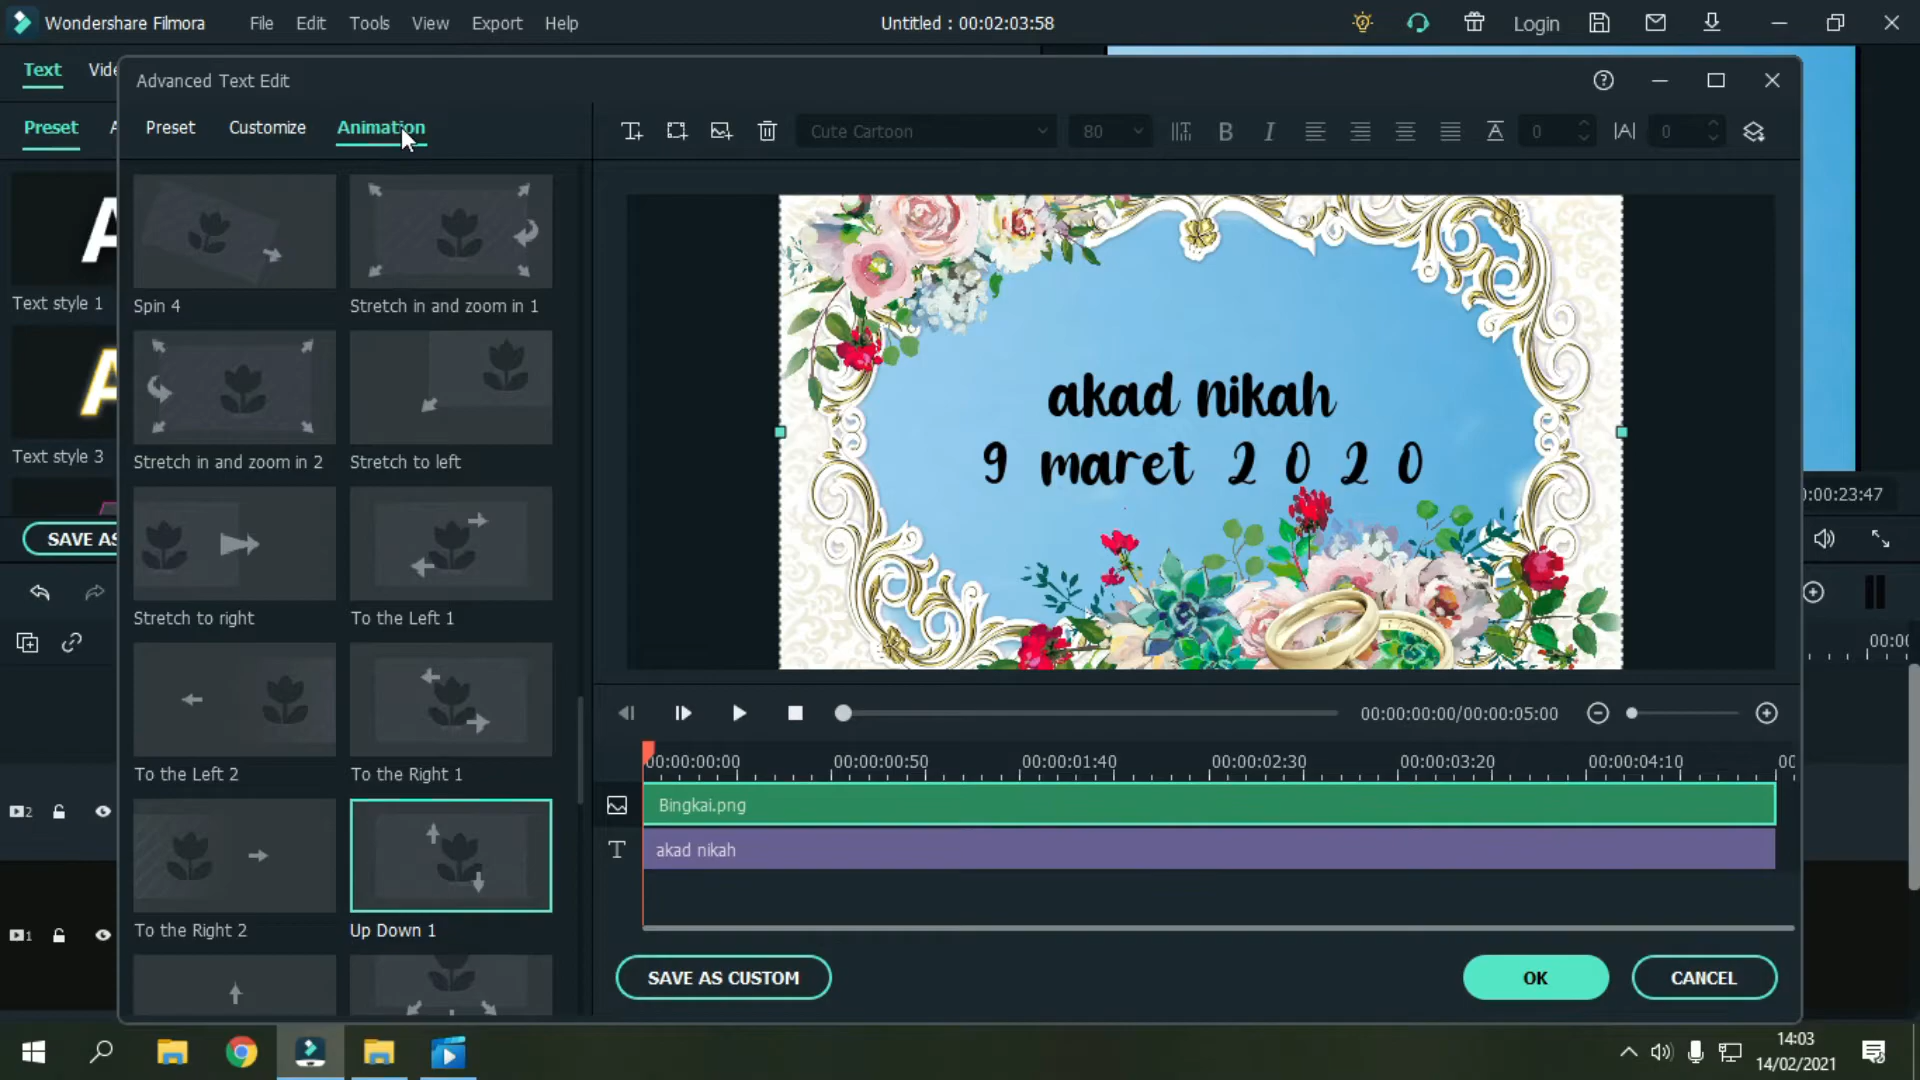 Wondershare Filmora File Edit Tools View Export Help Untitled : 00:02:03:58 Login
Text
Advanced Text Edit
Preset
Preset Customize Animation
Cute Cartoon 80 B I A 0 |A| 0
Spin 4 Stretch in and zoom in 1
Text style 1
akad nikah
9 maret 2020
Stretch in and zoom in 2 Stretch to left
Text style 3
00:00:23:47
SAVE AS
Stretch to right To the Left 1
To the Left 2 To the Right 1
00:00:00:00/00:00:05:00
00:00:00:00 00:00:00:50 00:00:01:40 00:00:02:30 00:00:03:20 00:00:04:10
Bingkai.png
2
T akad nikah
To the Right 2 Up Down 1
1
SAVE AS CUSTOM OK CANCEL
14:03
14/02/2021